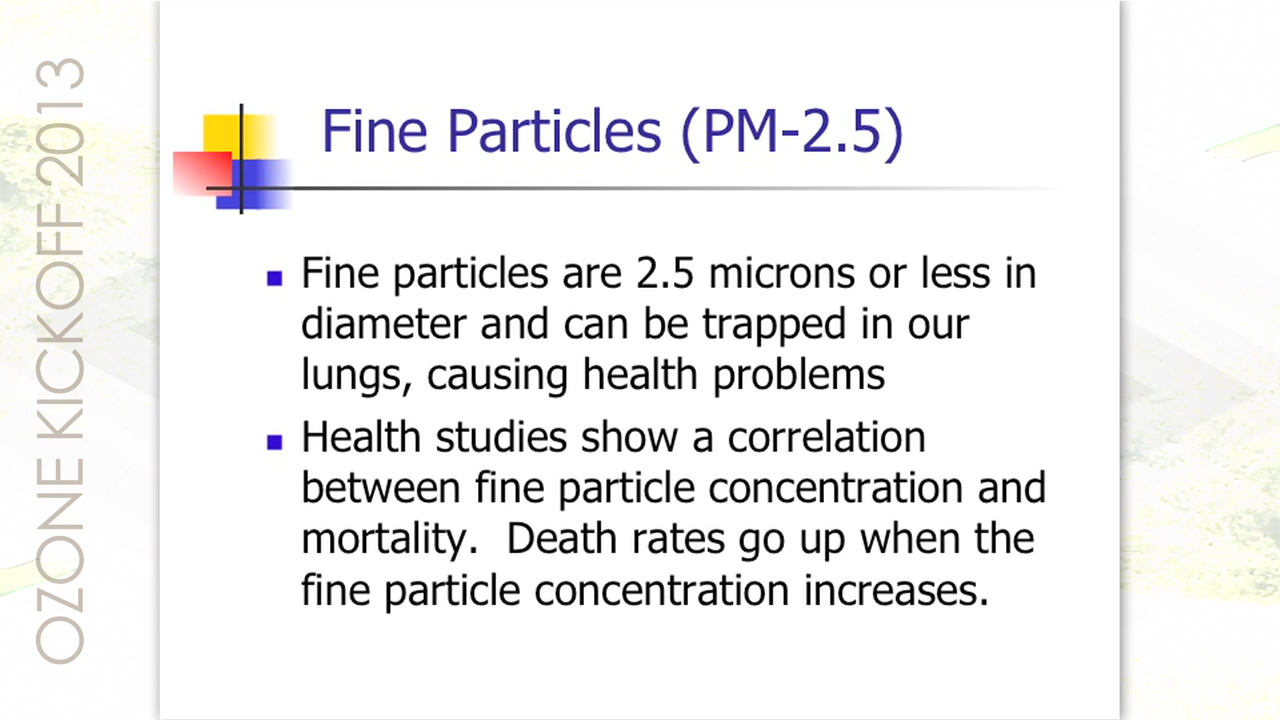 OZONE KICKOFF 2013
Fine Particles (PM-2.5)
Fine particles are 2.5 microns or less in
diameter and can be trapped in our
lungs, causing health problems
Health studies show a correlation
between fine particle concentration and
mortality.  Death rates go up when the
fine particle concentration increases.